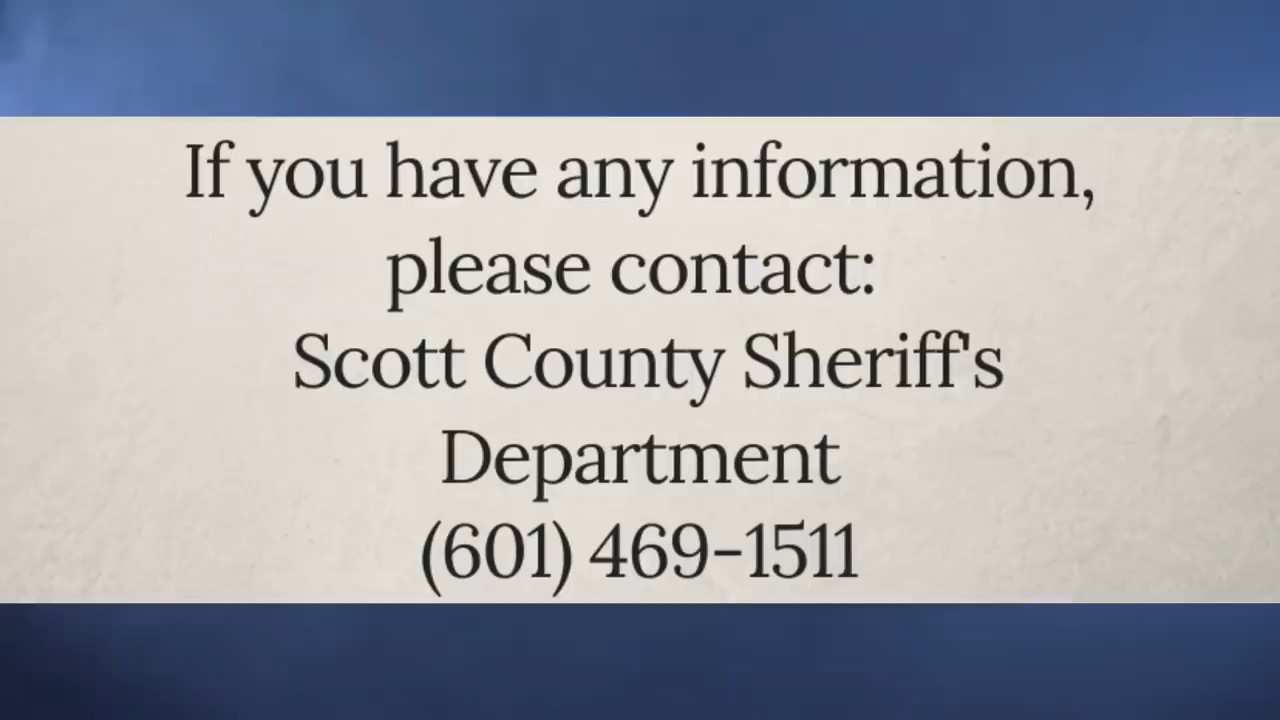 If you have any information,
please contact:
Scott County Sheriff's
Department
(601) 469-1511